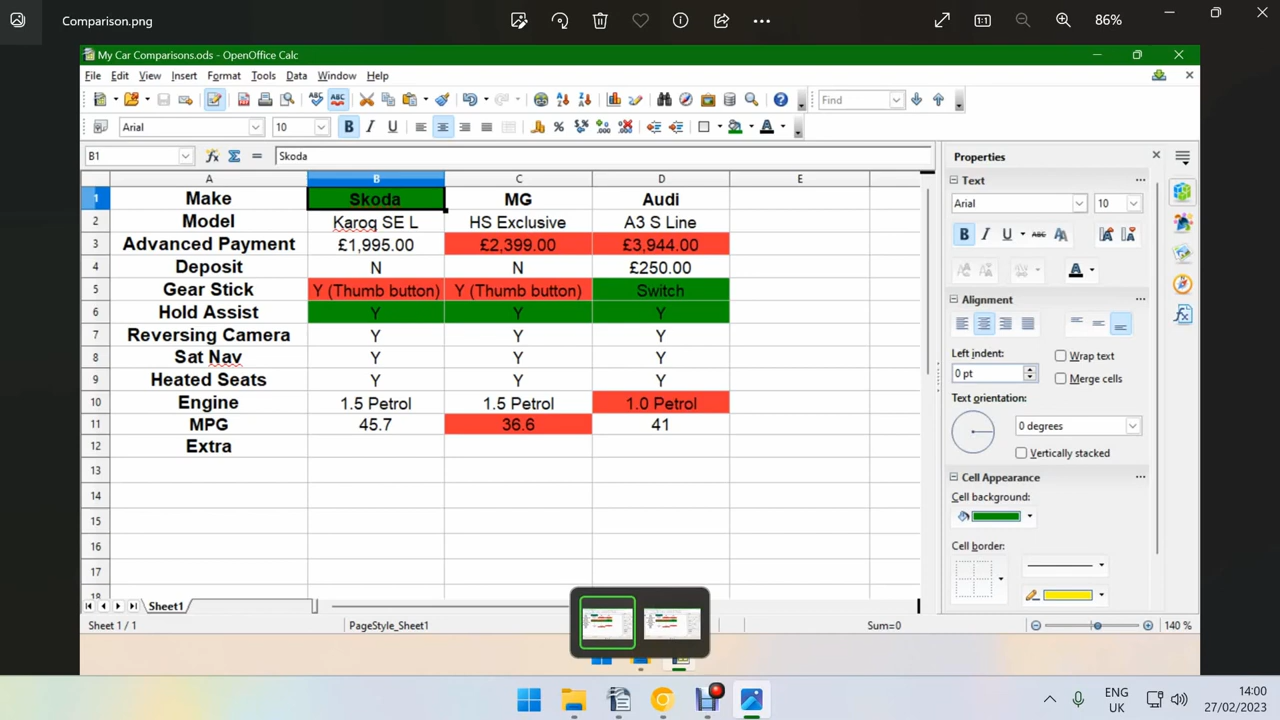 Comparison.png
86%
My Car Comparisons.ods - OpenOffice Calc
File Edit View Insert Format Tools Data Window Help
Find
Arial 10
B1 Skoda
A B C D E
1 Make Skoda MG Audi
2 Model Karoq SE L HS Exclusive A3 S Line
3 Advanced Payment £1,995.00 £2,399.00 £3,944.00
4 Deposit N N £250.00
5 Gear Stick Y (Thumb button) Y (Thumb button) Switch
6 Hold Assist Y Y Y
7 Reversing Camera Y Y Y
8 Sat Nav Y Y Y
9 Heated Seats Y Y Y
10 Engine 1.5 Petrol 1.5 Petrol 1.0 Petrol
11 MPG 45.7 36.6 41
12 Extra
13
14
15
16
17
18
Properties
Text
Arial 10
Alignment
Left indent:
0 pt
Wrap text
Merge cells
Text orientation:
0 degrees
Vertically stacked
Cell Appearance
Cell background:
Cell border:
Sheet1
Sheet 1 / 1 PageStyle_Sheet1 Sum=0 140 %
ENG
UK
14:00
27/02/2023